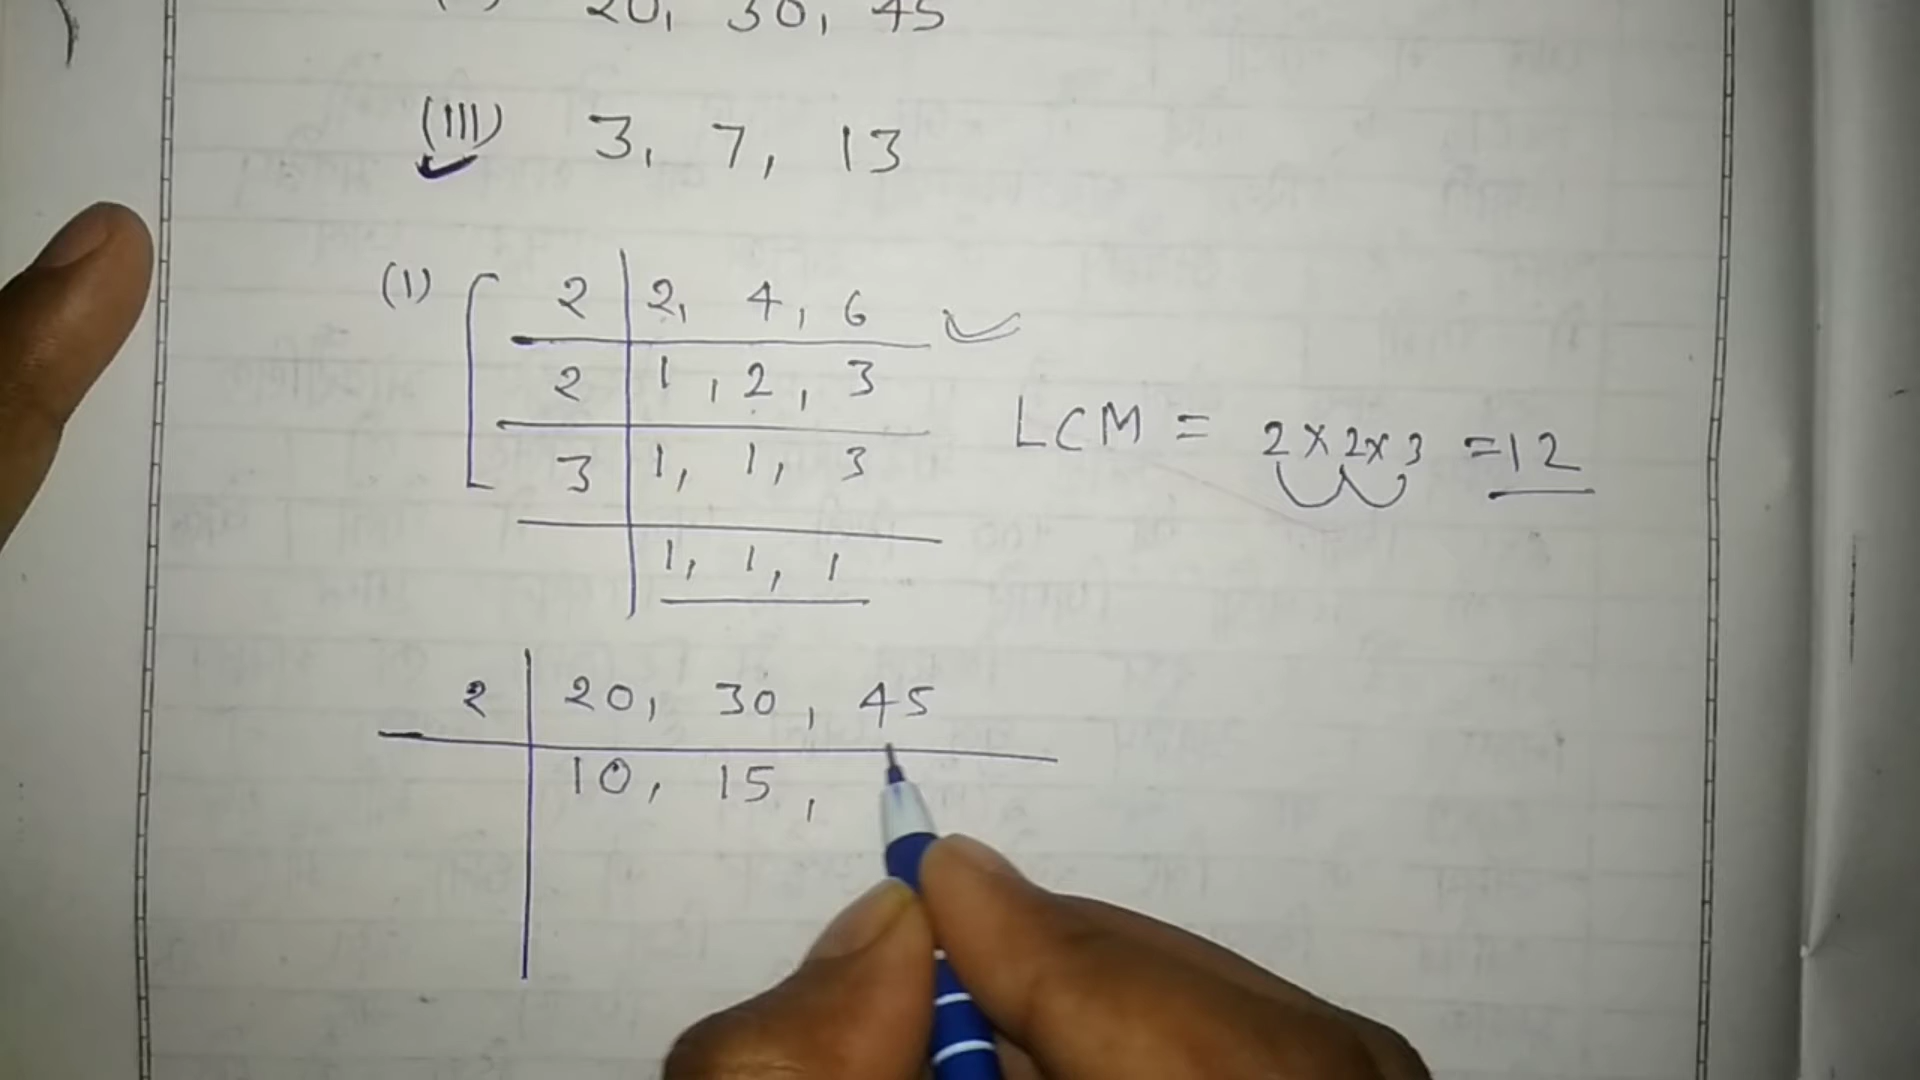 20, 30, 45
(III) 3, 7, 13
(1) 2 2, 4, 6
2 1, 2, 3
3 1, 1, 3
1, 1, 1
LCM = 2 x 2 x 3 = 12
2 20, 30, 45
10, 15,